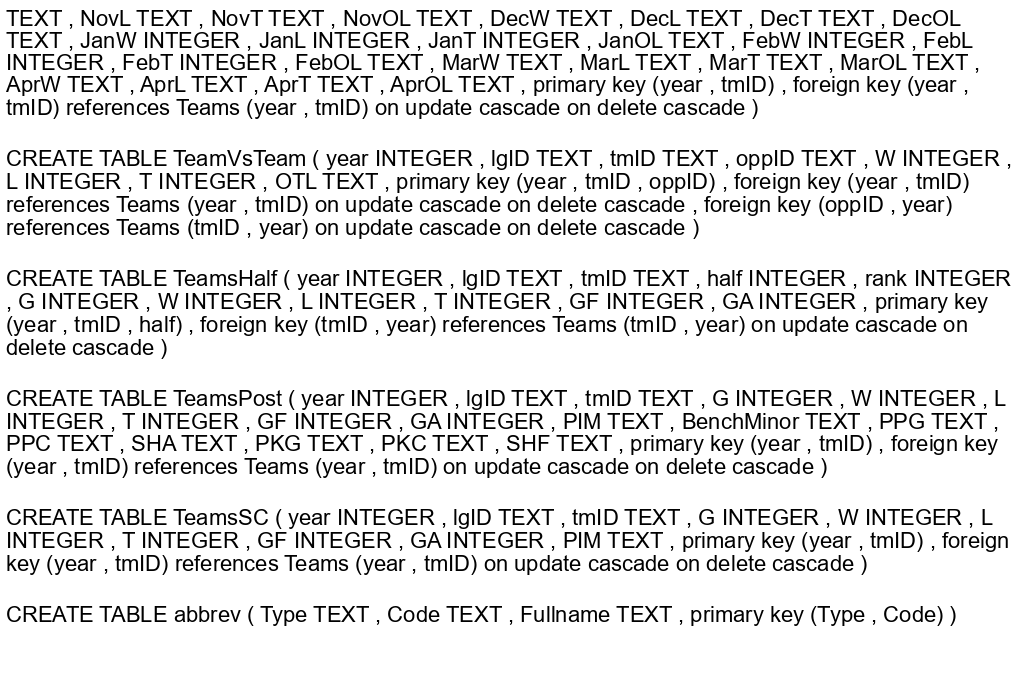 TEXT , NovL TEXT , NovT TEXT , NovOL TEXT , DecW TEXT , DecL TEXT , DecT TEXT , DecOL
TEXT , JanW INTEGER , JanL INTEGER , JanT INTEGER , JanOL TEXT , FebW INTEGER , FebL
INTEGER , FebT INTEGER , FebOL TEXT , MarW TEXT , MarL TEXT , MarT TEXT , MarOL TEXT ,
AprW TEXT , AprL TEXT , AprT TEXT , AprOL TEXT , primary key (year , tmID) , foreign key (year ,
tmID) references Teams (year , tmID) on update cascade on delete cascade )

CREATE TABLE TeamVsTeam ( year INTEGER , lgID TEXT , tmID TEXT , oppID TEXT , W INTEGER ,
L INTEGER , T INTEGER , OTL TEXT , primary key (year , tmID , oppID) , foreign key (year , tmID)
references Teams (year , tmID) on update cascade on delete cascade , foreign key (oppID , year)
references Teams (tmID , year) on update cascade on delete cascade )

CREATE TABLE TeamsHalf ( year INTEGER , lgID TEXT , tmID TEXT , half INTEGER , rank INTEGER
, G INTEGER , W INTEGER , L INTEGER , T INTEGER , GF INTEGER , GA INTEGER , primary key
(year , tmID , half) , foreign key (tmID , year) references Teams (tmID , year) on update cascade on
delete cascade )

CREATE TABLE TeamsPost ( year INTEGER , lgID TEXT , tmID TEXT , G INTEGER , W INTEGER , L
INTEGER , T INTEGER , GF INTEGER , GA INTEGER , PIM TEXT , BenchMinor TEXT , PPG TEXT ,
PPC TEXT , SHA TEXT , PKG TEXT , PKC TEXT , SHF TEXT , primary key (year , tmID) , foreign key
(year , tmID) references Teams (year , tmID) on update cascade on delete cascade )

CREATE TABLE TeamsSC ( year INTEGER , lgID TEXT , tmID TEXT , G INTEGER , W INTEGER , L
INTEGER , T INTEGER , GF INTEGER , GA INTEGER , PIM TEXT , primary key (year , tmID) , foreign
key (year , tmID) references Teams (year , tmID) on update cascade on delete cascade )

CREATE TABLE abbrev ( Type TEXT , Code TEXT , Fullname TEXT , primary key (Type , Code) )